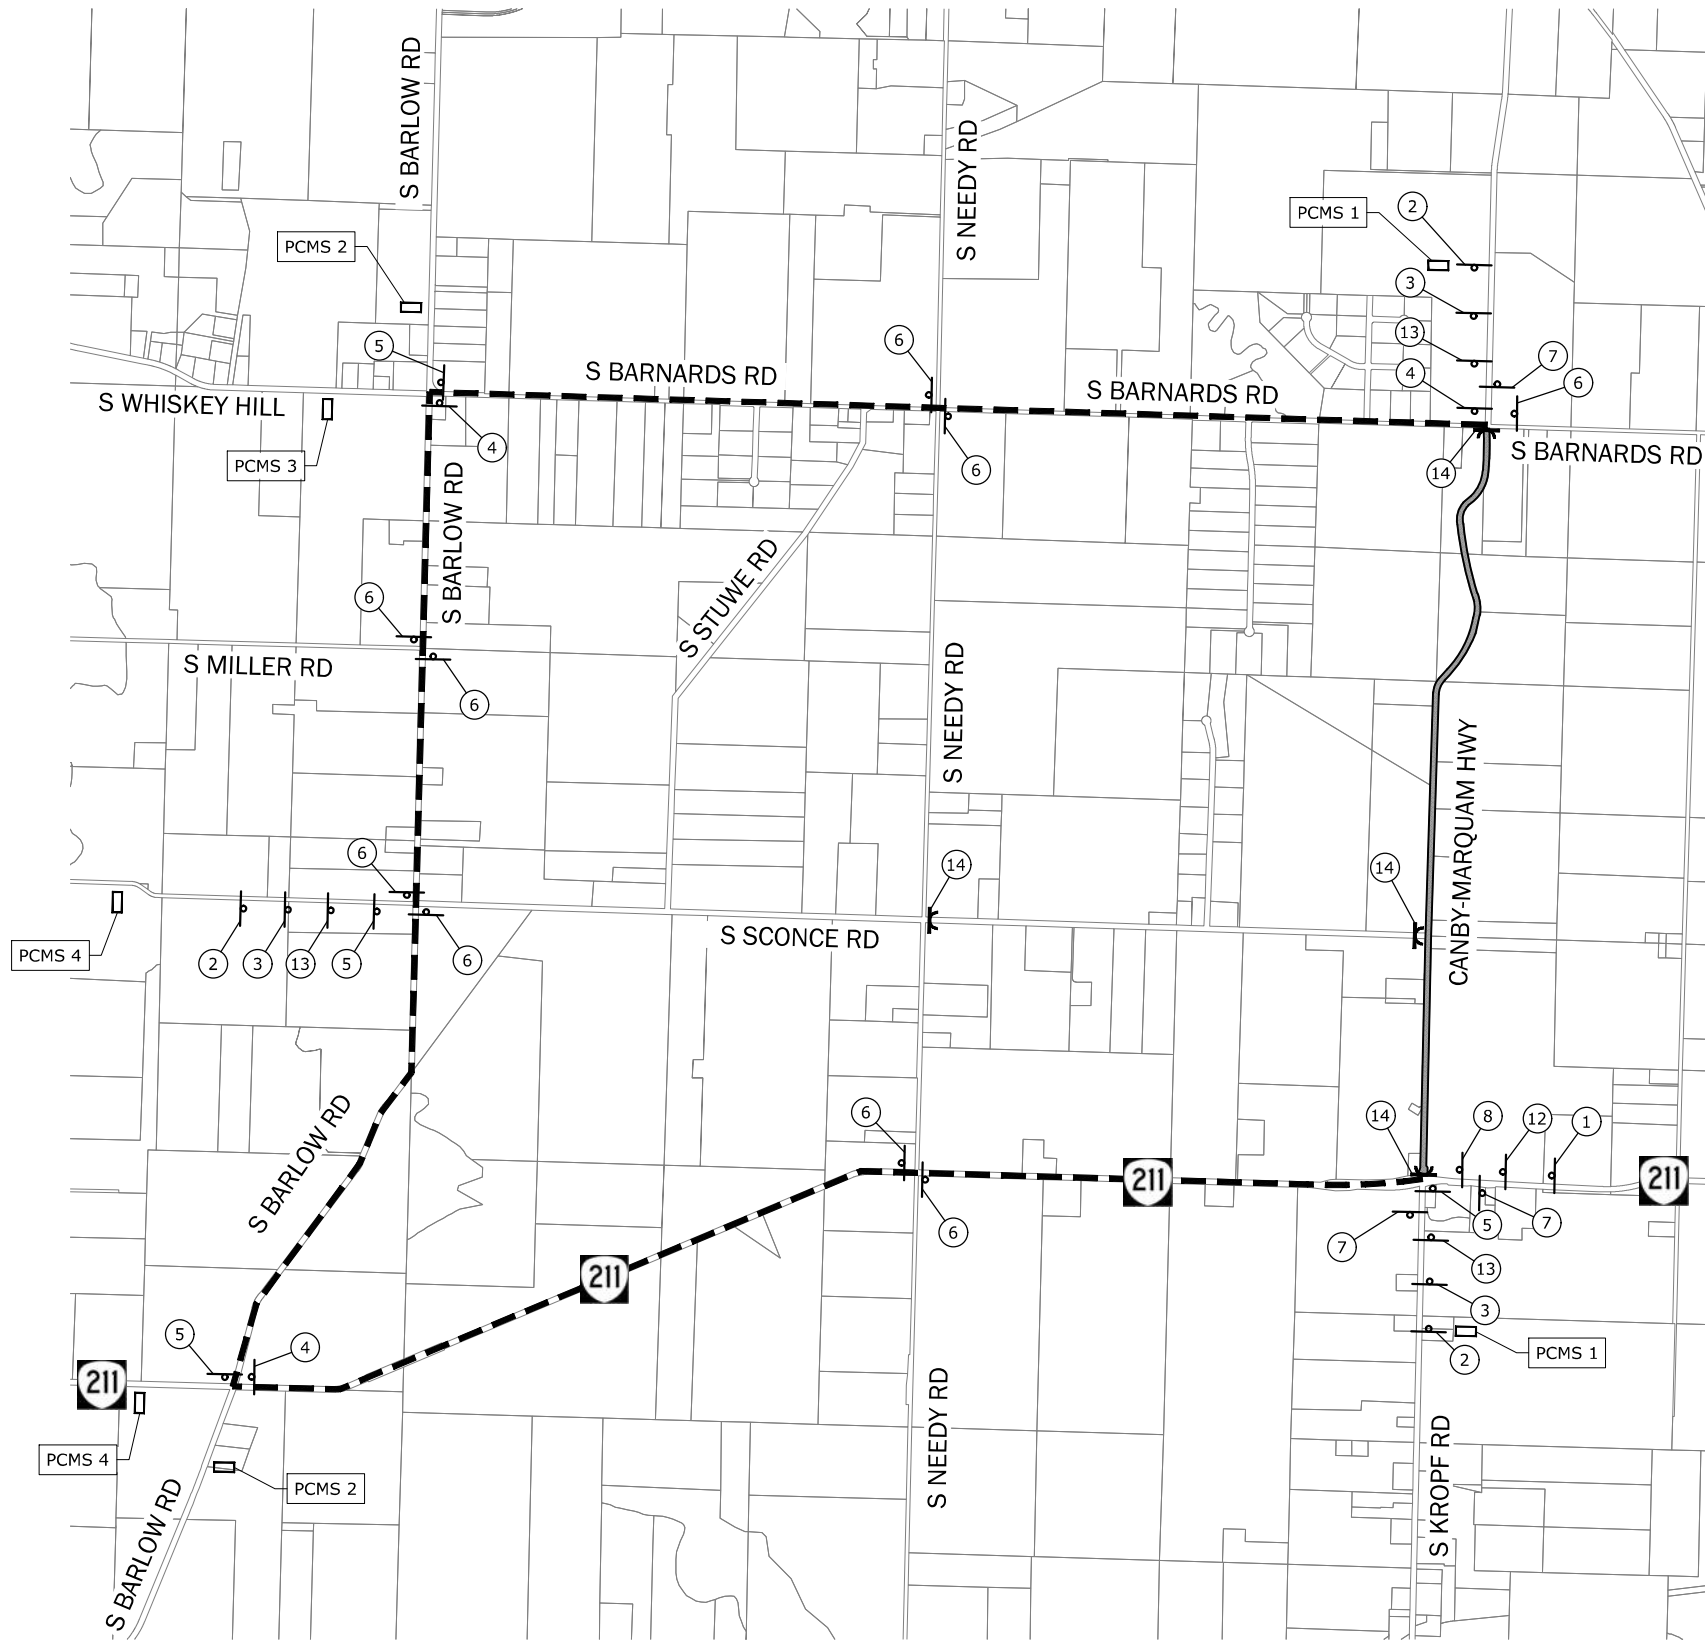 S BARLOW RD
S NEEDY RD
PCMS 1
2
PCMS 2
3
13
5
6
7
4
6
S BARNARDS RD
S BARNARDS RD
S WHISKEY HILL
4
PCMS 3
6
14
S BARNARDS RD
S BARLOW RD
S STUWE RD
6
S MILLER RD
6
S NEEDY RD
CANBY-MARQUAM HWY
6
14
14
PCMS 4
2
3
13
5
6
S SCONCE RD
S BARLOW RD
6
14
8
12
1
211
211
6
7
5
7
13
211
3
5
4
2
PCMS 1
211
PCMS 4
PCMS 2
S NEEDY RD
S KROPF RD
S BARLOW RD